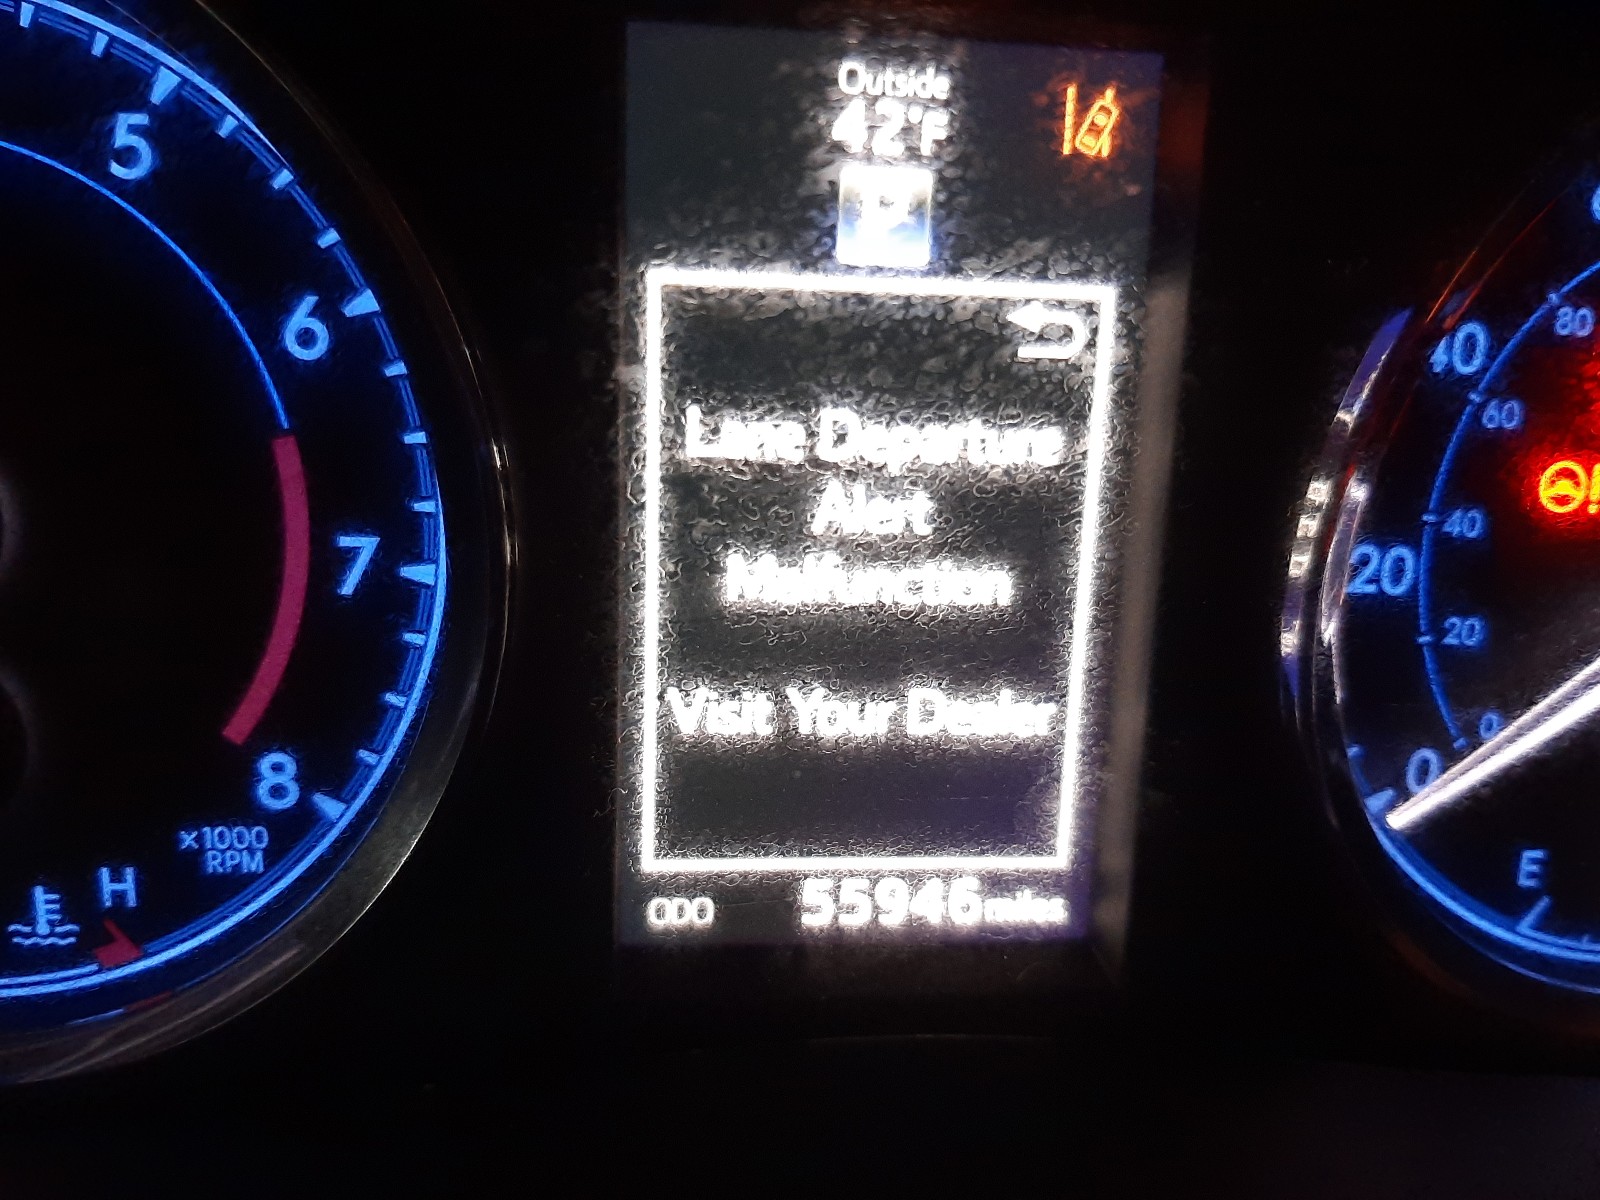 5
6
7
8
x1000
RPM
H
Outside
42°F
P
Lane Departure
Alert
Malfunction
Visit Your Dealer
ODO 55946 miles
80
40
60
40
20
20
0
0
E